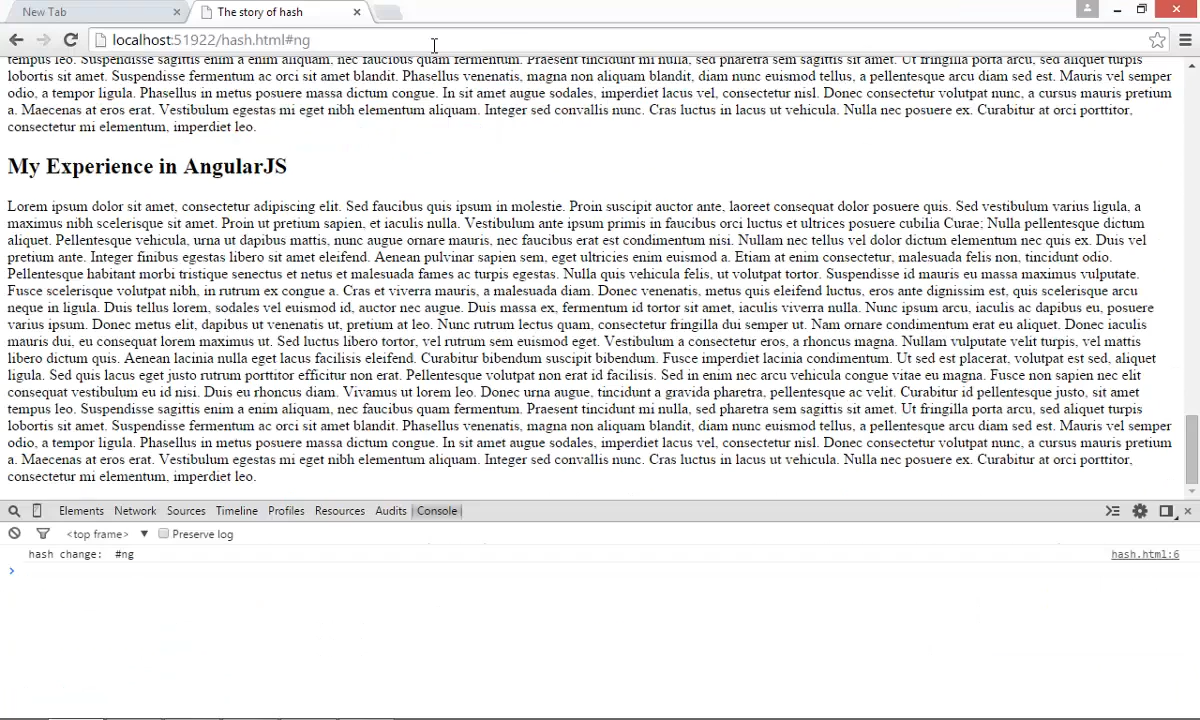 New Tab
The story of hash
localhost:51922/hash.html#ng
tempus leo. Suspendisse sagittis enim a enim aliquam, nec faucibus quam fermentum. Praesent tincidunt mi nulla, sed pharetra sem sagittis sit amet. Ut fringilla porta arcu, sed aliquet turpis
lobortis sit amet. Suspendisse fermentum ac orci sit amet blandit. Phasellus venenatis, magna non aliquam blandit, diam nunc euismod tellus, a pellentesque arcu diam sed est. Mauris vel semper
odio, a tempor ligula. Phasellus in metus posuere massa dictum congue. In sit amet augue sodales, imperdiet lacus vel, consectetur nisl. Donec consectetur volutpat nunc, a cursus mauris pretium
a. Maecenas at eros erat. Vestibulum egestas mi eget nibh elementum aliquam. Integer sed convallis nunc. Cras luctus in lacus ut vehicula. Nulla nec posuere ex. Curabitur at orci porttitor,
consectetur mi elementum, imperdiet leo.
My Experience in AngularJS
Lorem ipsum dolor sit amet, consectetur adipiscing elit. Sed faucibus quis ipsum in molestie. Proin suscipit auctor ante, laoreet consequat dolor posuere quis. Sed vestibulum varius ligula, a
maximus nibh scelerisque sit amet. Proin ut pretium sapien, et iaculis nulla. Vestibulum ante ipsum primis in faucibus orci luctus et ultrices posuere cubilia Curae; Nulla pellentesque dictum
aliquet. Pellentesque vehicula, urna ut dapibus mattis, nunc augue ornare mauris, nec faucibus erat est condimentum nisi. Nullam nec tellus vel dolor dictum elementum nec quis ex. Duis vel
pretium ante. Integer finibus egestas libero sit amet eleifend. Aenean pulvinar sapien sem, eget ultricies enim euismod a. Etiam at enim consectetur, malesuada felis non, tincidunt odio.
Pellentesque habitant morbi tristique senectus et netus et malesuada fames ac turpis egestas. Nulla quis vehicula felis, ut volutpat tortor. Suspendisse id mauris eu massa maximus vulputate.
Fusce scelerisque volutpat nibh, in rutrum ex congue a. Cras et viverra mauris, a malesuada diam. Donec venenatis, metus quis eleifend luctus, eros ante dignissim est, quis scelerisque arcu
neque in ligula. Duis tellus lorem, sodales vel euismod id, auctor nec augue. Duis massa ex, fermentum id tortor sit amet, iaculis viverra nulla. Nunc ipsum arcu, iaculis ac dapibus eu, posuere
varius ipsum. Donec metus elit, dapibus ut venenatis ut, pretium at leo. Nunc rutrum lectus quam, consectetur fringilla dui semper ut. Nam ornare condimentum erat eu aliquet. Donec iaculis
mauris dui, eu consequat lorem maximus ut. Sed luctus libero tortor, vel rutrum sem euismod eget. Vestibulum a consectetur eros, a rhoncus magna. Nullam vulputate velit turpis, vel mattis
libero dictum quis. Aenean lacinia nulla eget lacus facilisis eleifend. Curabitur bibendum suscipit bibendum. Fusce imperdiet lacinia condimentum. Ut sed est placerat, volutpat est sed, aliquet
ligula. Sed quis lacus eget justo rutrum porttitor efficitur non erat. Pellentesque volutpat non erat id facilisis. Sed in enim nec arcu vehicula congue vitae eu magna. Fusce non sapien nec elit
consequat vestibulum eu id nisi. Duis eu rhoncus diam. Vivamus ut lorem leo. Donec urna augue, tincidunt a gravida pharetra, pellentesque ac velit. Curabitur id pellentesque justo, sit amet
tempus leo. Suspendisse sagittis enim a enim aliquam, nec faucibus quam fermentum. Praesent tincidunt mi nulla, sed pharetra sem sagittis sit amet. Ut fringilla porta arcu, sed aliquet turpis
lobortis sit amet. Suspendisse fermentum ac orci sit amet blandit. Phasellus venenatis, magna non aliquam blandit, diam nunc euismod tellus, a pellentesque arcu diam sed est. Mauris vel semper
odio, a tempor ligula. Phasellus in metus posuere massa dictum congue. In sit amet augue sodales, imperdiet lacus vel, consectetur nisl. Donec consectetur volutpat nunc, a cursus mauris pretium
a. Maecenas at eros erat. Vestibulum egestas mi eget nibh elementum aliquam. Integer sed convallis nunc. Cras luctus in lacus ut vehicula. Nulla nec posuere ex. Curabitur at orci porttitor,
consectetur mi elementum, imperdiet leo.
Elements Network Sources Timeline Profiles Resources Audits Console
<top frame> Preserve log
hash change: #ng hash.html:6